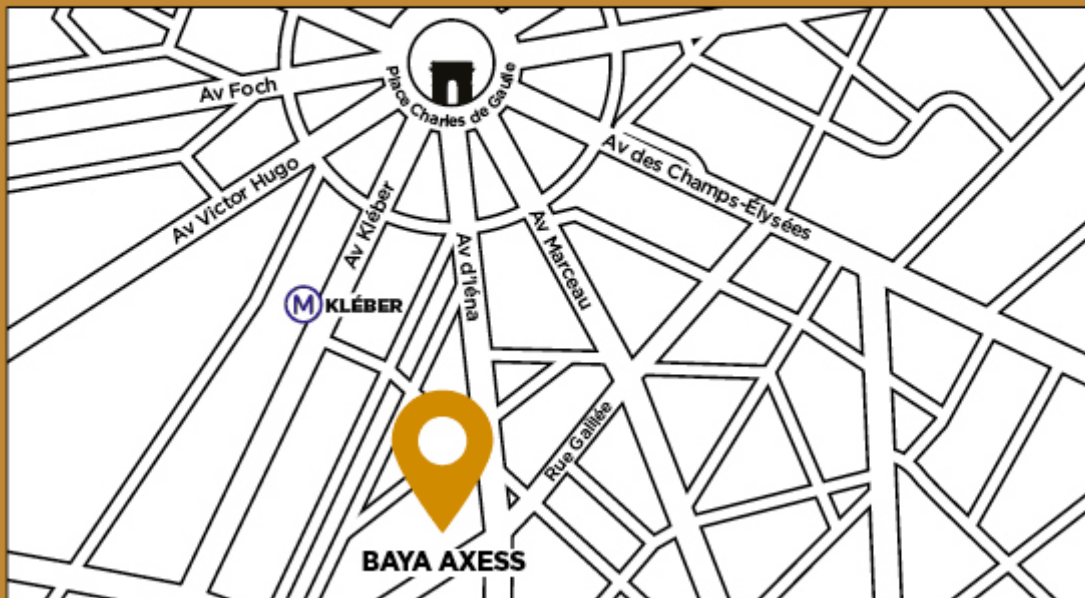 Place Charles de Gaulle
Av Foch
Av des Champs-Élysées
Av Victor Hugo
Av Kléber
Av d'Iéna
Av Marceau
M KLÉBER
Rue Galilée
BAYA AXESS